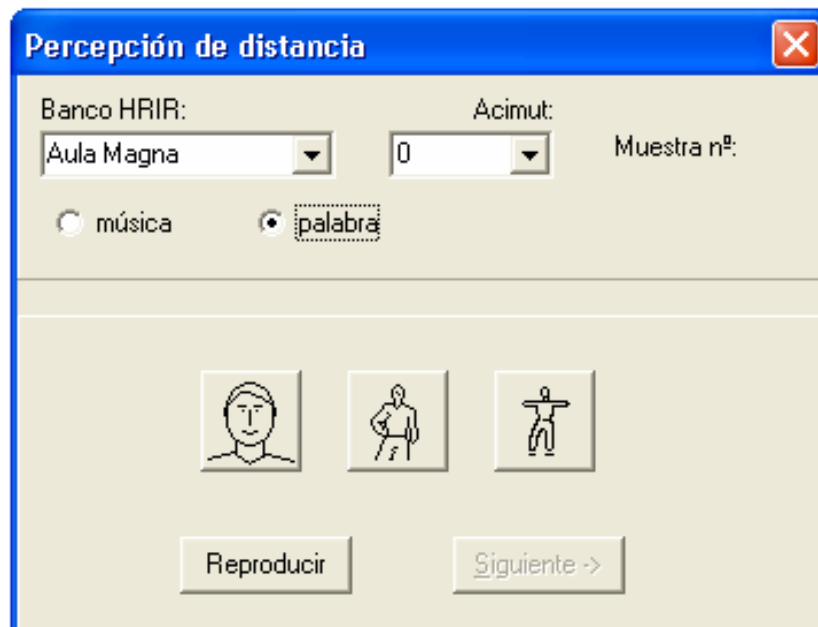 Percepción de distancia
Banco HRIR: Acimut:
Aula Magna 0 Muestra nº:
música palabra
Reproducir Siguiente ->